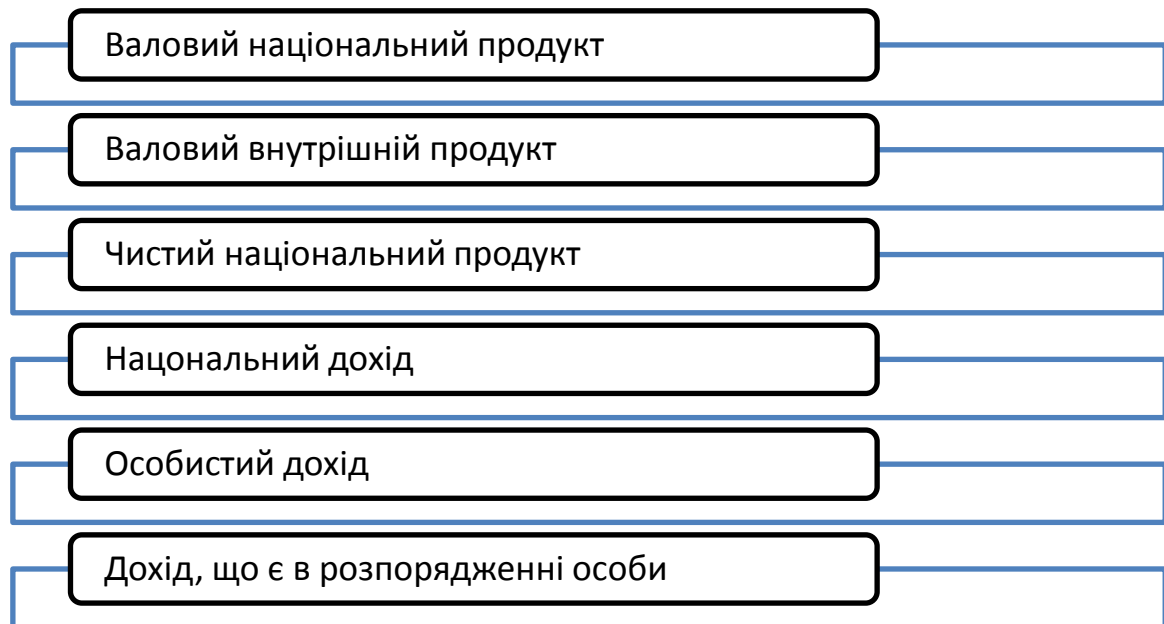 Валовий національний продукт
Валовий внутрішній продукт
Чистий національний продукт
Нацональний дохід
Особистий дохід
Дохід, що є в розпорядженні особи